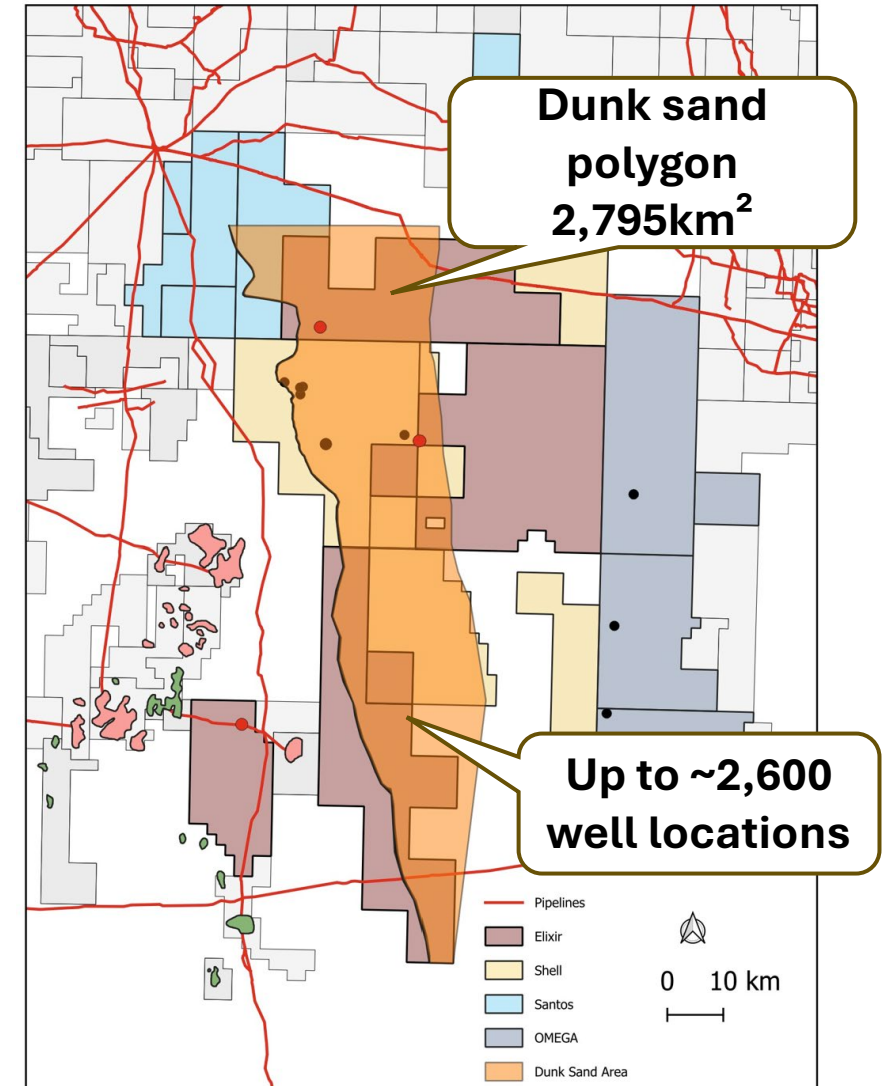 Dunk sand
polygon
2,795km²
Up to ~2,600
well locations
Pipelines
Elixir
Shell
Santos
OMEGA
Dunk Sand Area
0 10 km